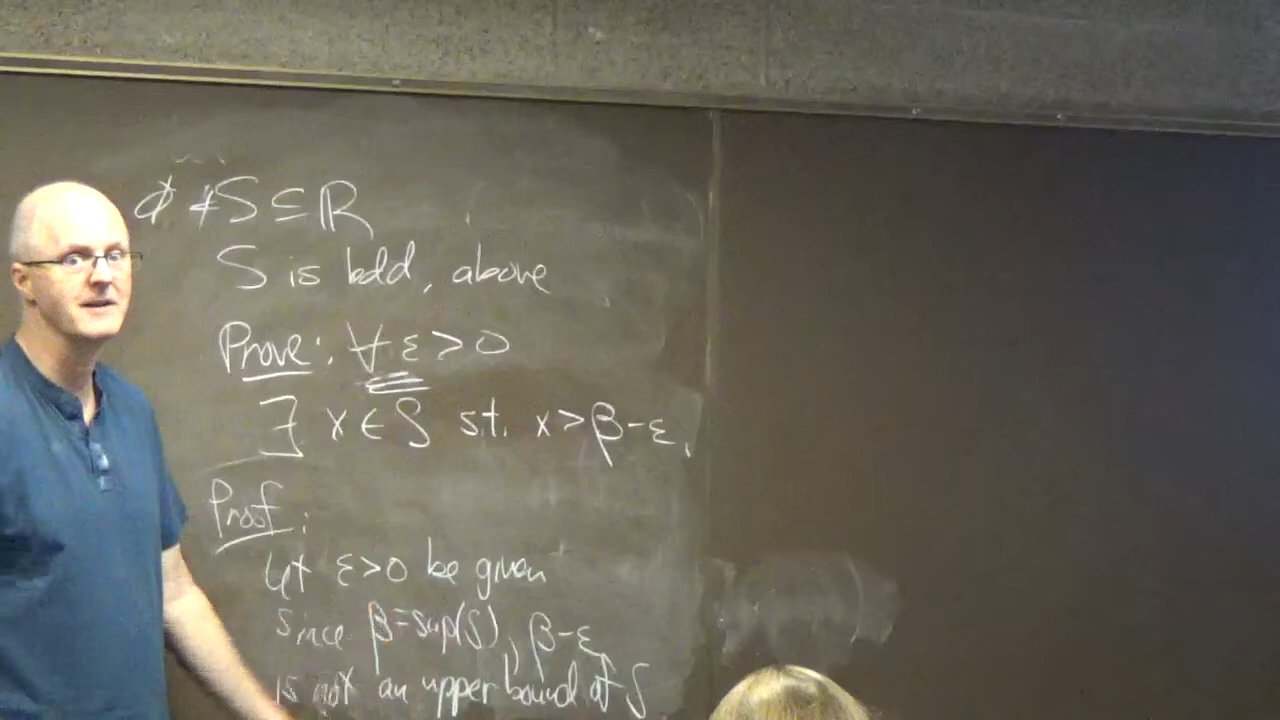 ∅ ≠ S ⊆ ℝ
S is bdd. above
Prove: ∀ ε > 0
∃ x ∈ S s.t. x > β - ε.
Proof:
Let ε > 0 be given
Since β = sup(S), β - ε
is not an upper bound of S